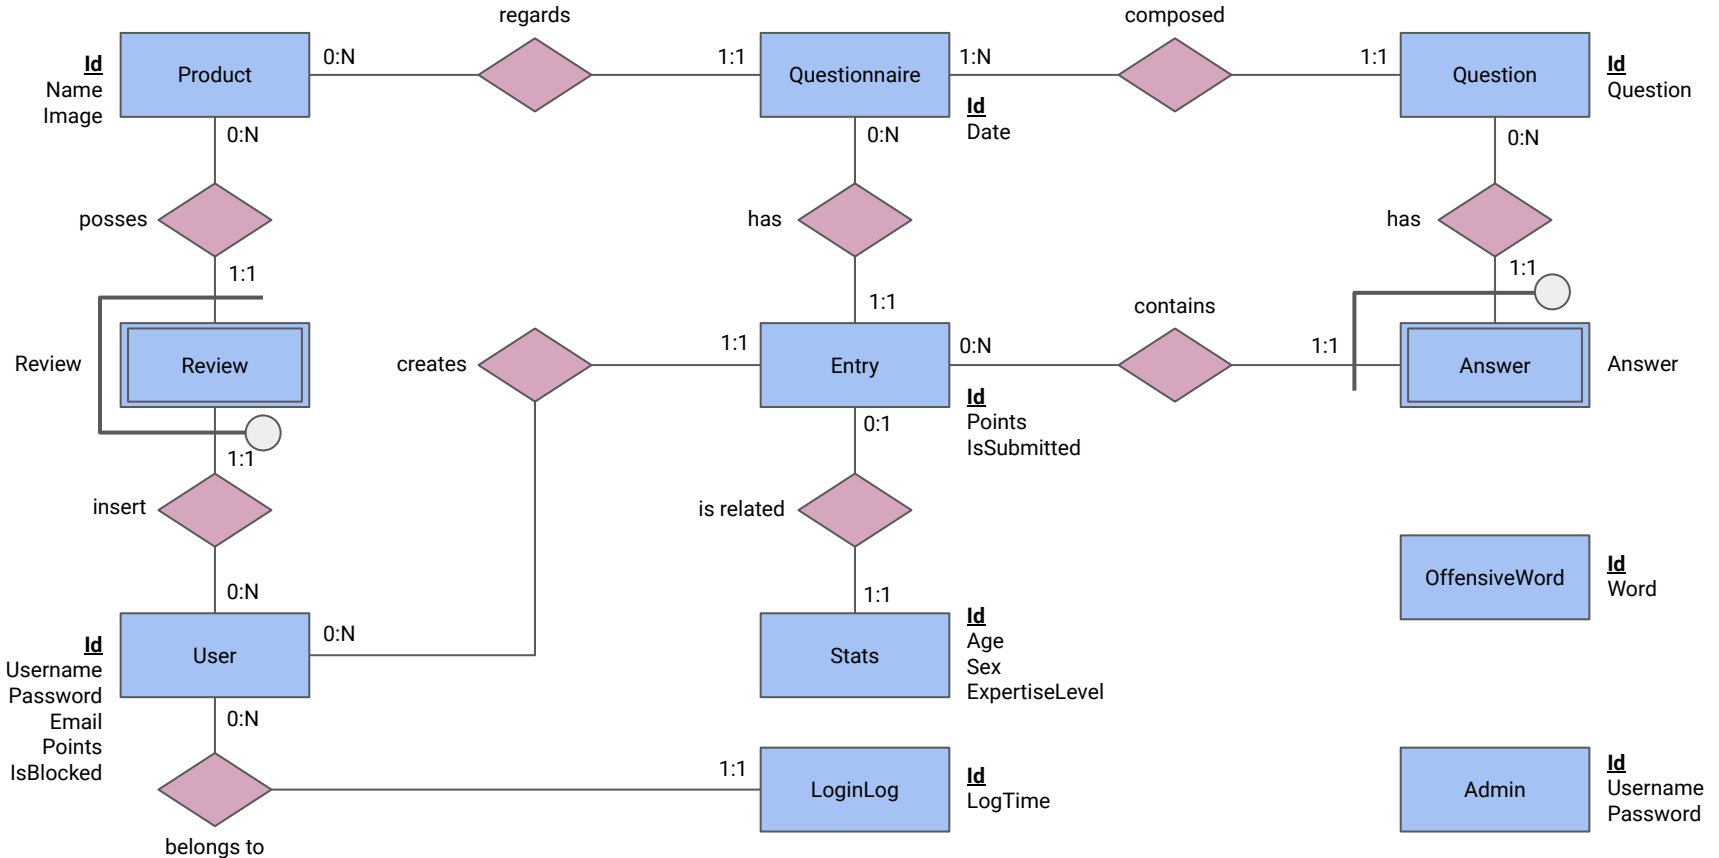 regards
composed
Product
0:N
1:1
Questionnaire
1:N
1:1
Question
Id
Name
Image
Id
Date
Id
Question
0:N
0:N
0:N
posses
has
has
1:1
1:1
1:1
contains
Review
Review
creates
1:1
Entry
0:N
1:1
Answer
Answer
Id
Points
IsSubmitted
1:1
0:1
insert
is related
0:N
1:1
OffensiveWord
Id
Word
Id
Username
Password
Email
Points
IsBlocked
User
0:N
Stats
Id
Age
Sex
ExpertiseLevel
0:N
1:1
LoginLog
Id
LogTime
Admin
Id
Username
Password
belongs to